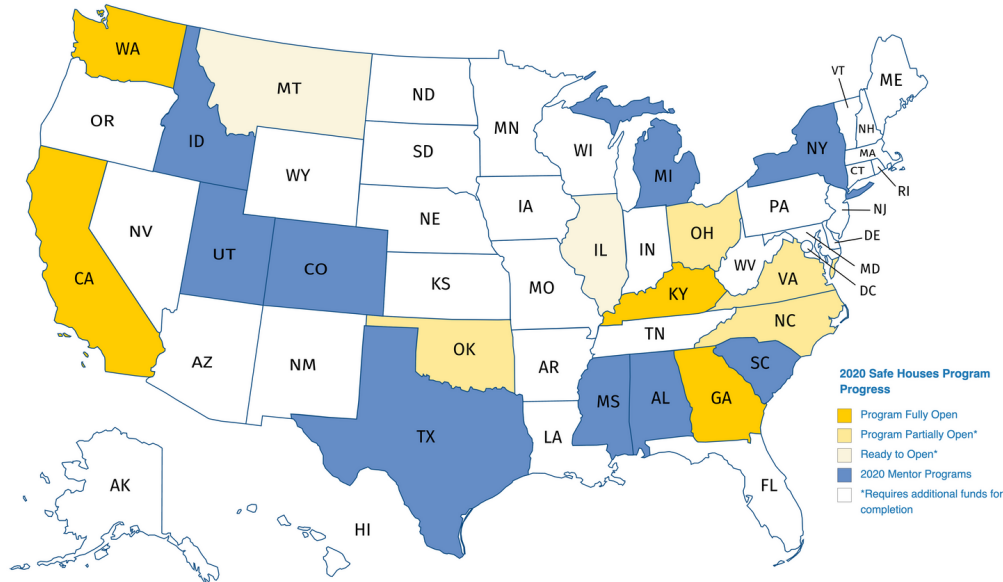 WA
MT
ND
MN
VT
ME
OR
ID
SD
WI
NH
NY
MA
CT
WY
MI
RI
IA
PA
NJ
NE
NV
OH
DE
UT
IL
IN
CO
WV
MD
CA
KS
MO
VA
DC
KY
NC
TN
OK
AZ
NM
AR
SC
MS
AL
GA
TX
LA
AK
FL
HI
2020 Safe Houses Program
Progress
Program Fully Open
Program Partially Open*
Ready to Open*
2020 Mentor Programs
*Requires additional funds for
completion